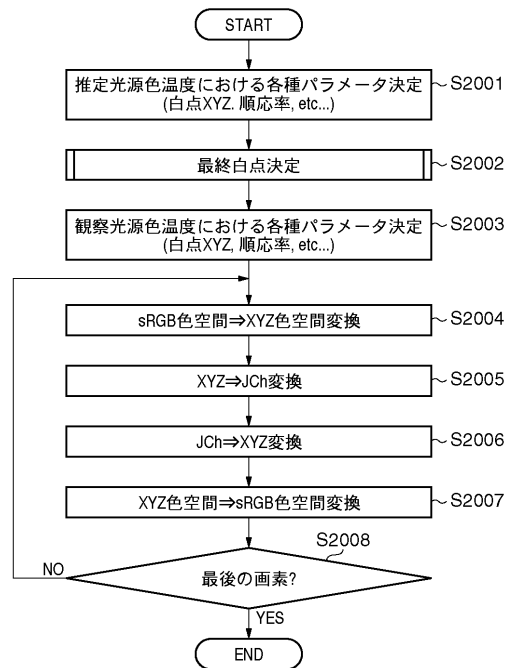 START
推定光源色温度における各種パラメータ決定
(白点XYZ. 順応率, etc...)
S2001
最終白点決定
S2002
観察光源色温度における各種パラメータ決定
(白点XYZ, 順応率, etc...)
S2003
sRGB色空間⇒XYZ色空間変換
S2004
XYZ⇒JCh変換
S2005
JCh⇒XYZ変換
S2006
XYZ色空間⇒sRGB色空間変換
S2007
S2008
最後の画素?
NO
YES
END